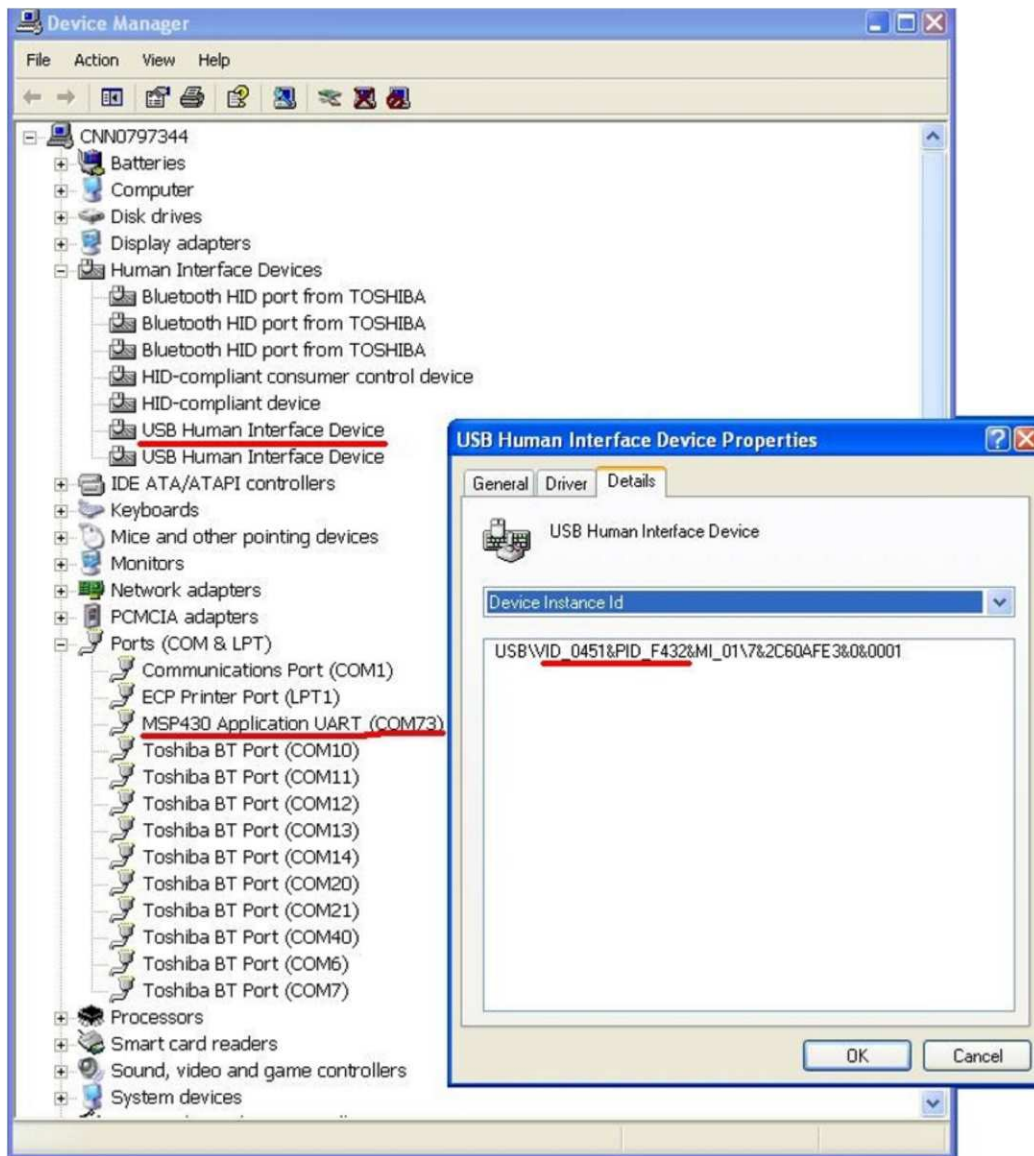 Device Manager
File Action View Help
CNN0797344
Batteries
Computer
Disk drives
Display adapters
Human Interface Devices
Bluetooth HID port from TOSHIBA
Bluetooth HID port from TOSHIBA
Bluetooth HID port from TOSHIBA
HID-compliant consumer control device
HID-compliant device
USB Human Interface Device
USB Human Interface Device
IDE ATA/ATAPI controllers
Keyboards
Mice and other pointing devices
Monitors
Network adapters
PCMCIA adapters
Ports (COM & LPT)
Communications Port (COM1)
ECP Printer Port (LPT1)
MSP430 Application UART (COM73)
Toshiba BT Port (COM10)
Toshiba BT Port (COM11)
Toshiba BT Port (COM12)
Toshiba BT Port (COM13)
Toshiba BT Port (COM14)
Toshiba BT Port (COM20)
Toshiba BT Port (COM21)
Toshiba BT Port (COM40)
Toshiba BT Port (COM6)
Toshiba BT Port (COM7)
Processors
Smart card readers
Sound, video and game controllers
System devices
USB Human Interface Device Properties
General Driver Details
USB Human Interface Device
Device Instance Id
USB\VID_0451&PID_F432&MI_01\7&2C60AFE3&0&0001
OK Cancel